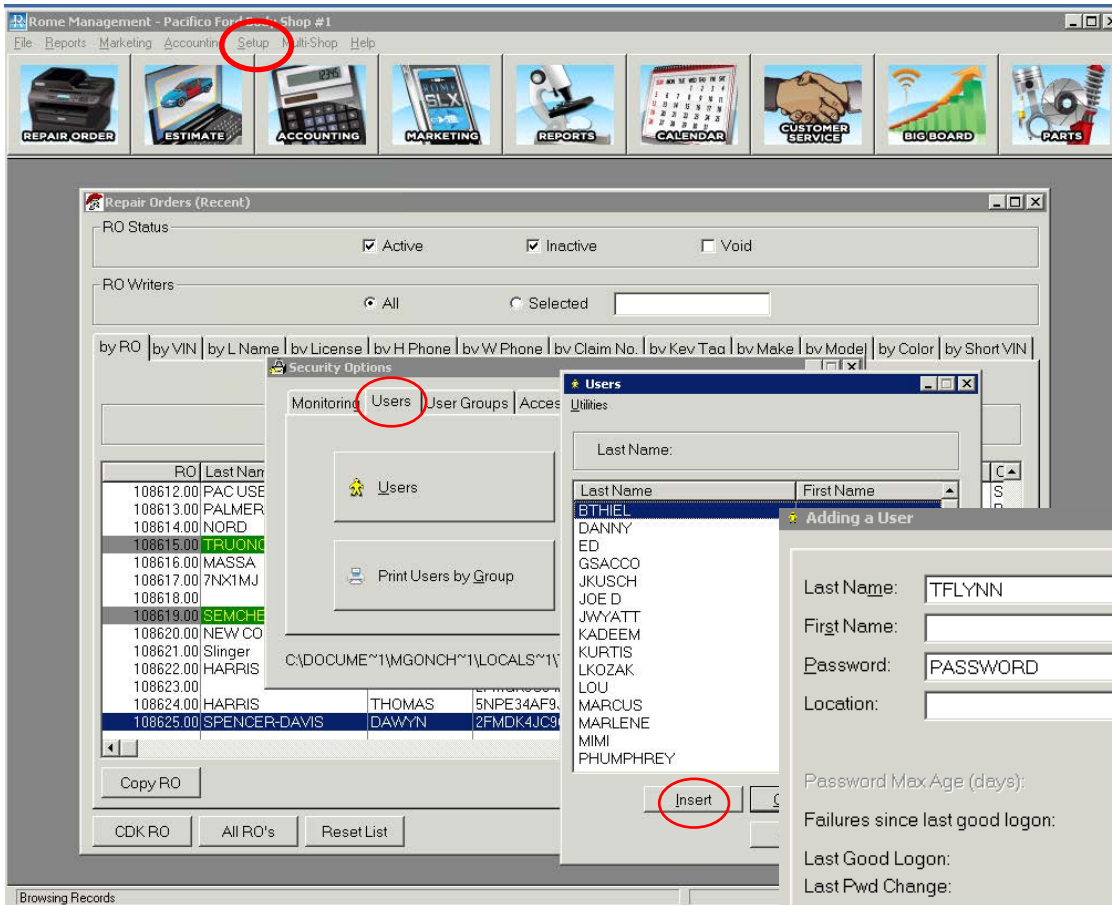 Rome Management - Pacifico Ford Body Shop #1
File Reports Marketing Accounting Setup Multi-Shop Help
REPAIR ORDER ESTIMATE ACCOUNTING MARKETING REPORTS CALENDAR CUSTOMER SERVICE BIG BOARD PARTS
Repair Orders (Recent)
RO Status
Active Inactive Void
RO Writers
All Selected
by RO by VIN by L Name by License by H Phone by W Phone by Claim No. by Key Tag by Make by Model by Color by Short VIN
RO Last Nam
108612.00 PAC USE
108613.00 PALMER
108614.00 NORD
108615.00 TRUONG
108616.00 MASSA
108617.00 7NX1MJ
108618.00
108619.00 SEMCHE
108620.00 NEW CO
108621.00 Slinger
108622.00 HARRIS
108623.00
108624.00 HARRIS THOMAS 5NPE34AF9J
108625.00 SPENCER-DAVIS DAWYN 2FMDK4JC9
Copy RO
CDK RO All RO's Reset List
Browsing Records
Security Options
Monitoring Users User Groups Acces
Users
Print Users by Group
C:\DOCUME~1\MGONCH~1\LOCALS~1\
Users
Utilities
Last Name:
Last Name First Name
BTHIEL
DANNY
ED
GSACCO
JKUSCH
JOE D
JWYATT
KADEEM
KURTIS
LKOZAK
LOU
MARCUS
MARLENE
MIMI
PHUMPHREY
Insert
Adding a User
Last Name: TFLYNN
First Name:
Password: PASSWORD
Location:
Password Max Age (days):
Failures since last good logon:
Last Good Logon:
Last Pwd Change: